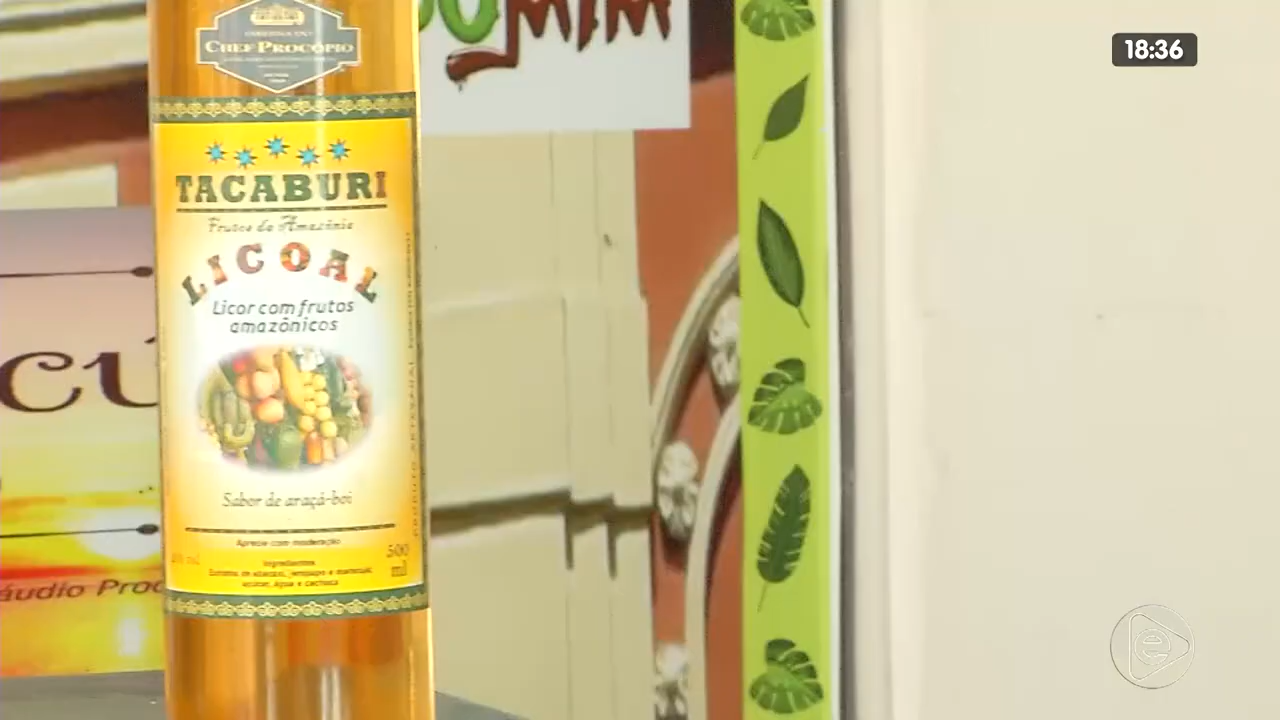 CHEF PROCÓPIO
MIM
18:36
TACABURI
Frutos da Amazônia
LICOAL
Licor com frutos
amazônicos
Sabor de araçá-boi
Aprecie com moderação
500
ml
Ingredientes
CÚ
áudio Proc
e